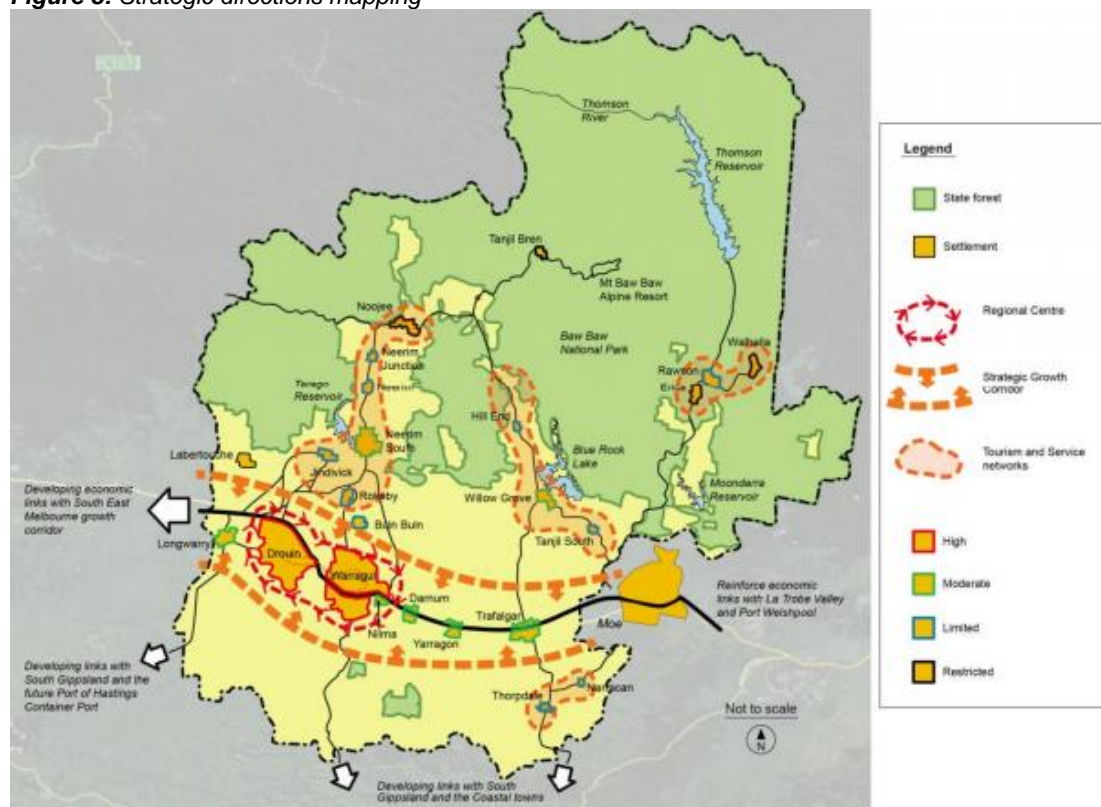 Figure 3. Strategic directions mapping
Thomson
River
Thomson
Reservoir
Tanjil Bren
Mt Baw Baw
Alpine Resort
Noojee
Baw Baw
National Park
Walhalla
Neerim
Junction
Rawson
Tarago
Reservoir
Hill End
Neerim
South
Labertouche
Blue Rock
Lake
Jindivick
Moondarra
Reservoir
Willow Grove
Rokeby
Developing economic
links with South East
Melbourne growth
corridor
Buln Buln
Tanjil South
Longwarry
Drouin
Warragul
Reinforce economic
links with La Trobe Valley
and Port Welshpool
Darnum
Trafalgar
Moe
Nilma
Yarragon
Developing links with
South Gippsland and the
future Port of Hastings
Container Port
Thorpdale
Narracan
Not to scale
N
Developing links with South
Gippsland and the Coastal towns
Legend
State forest
Settlement
Regional Centre
Strategic Growth
Corridor
Tourism and Service
networks
High
Moderate
Limited
Restricted